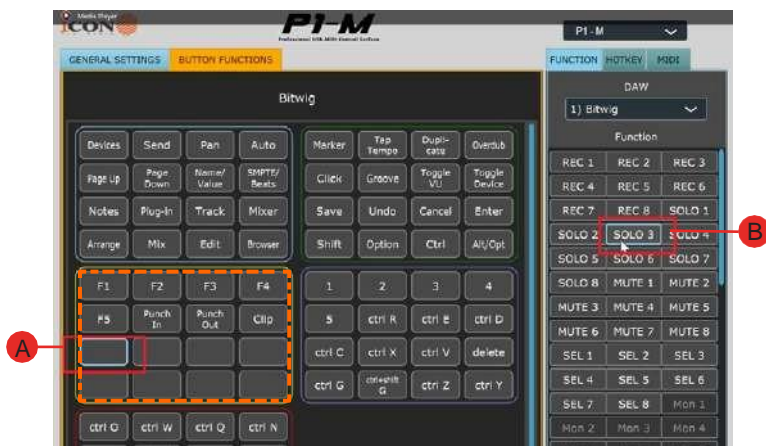 Media Player
iCON
P1-M
Professional USB MIDI Control Surface
P1-M
GENERAL SETTINGS BUTTON FUNCTIONS
FUNCTION HOTKEY MIDI
Bitwig
DAW
1) Bitwig
Function
Devices Send Pan Auto
Page Up Page Down Name/Value SMPTE/Beats
Notes Plug-In Track Mixer
Arrange Mix Edit Browser
Marker Tap Tempo Dupli-cate Overdub
Click Groove Toggle VU Toggle Device
Save Undo Cancel Enter
Shift Option Ctrl Alt/Opt
F1 F2 F3 F4
F5 Punch In Punch Out Clip
1 2 3 4
5 ctrl R ctrl E ctrl D
ctrl C ctrl X ctrl V delete
ctrl G ctrl+shift G ctrl Z ctrl Y
ctrl O ctrl W ctrl Q ctrl N
REC 1 REC 2 REC 3
REC 4 REC 5 REC 6
REC 7 REC 8 SOLO 1
SOLO 2 SOLO 3 SOLO 4
SOLO 5 SOLO 6 SOLO 7
SOLO 8 MUTE 1 MUTE 2
MUTE 3 MUTE 4 MUTE 5
MUTE 6 MUTE 7 MUTE 8
SEL 1 SEL 2 SEL 3
SEL 4 SEL 5 SEL 6
SEL 7 SEL 8 Mon 1
Mon 2 Mon 3 Mon 4
A
B